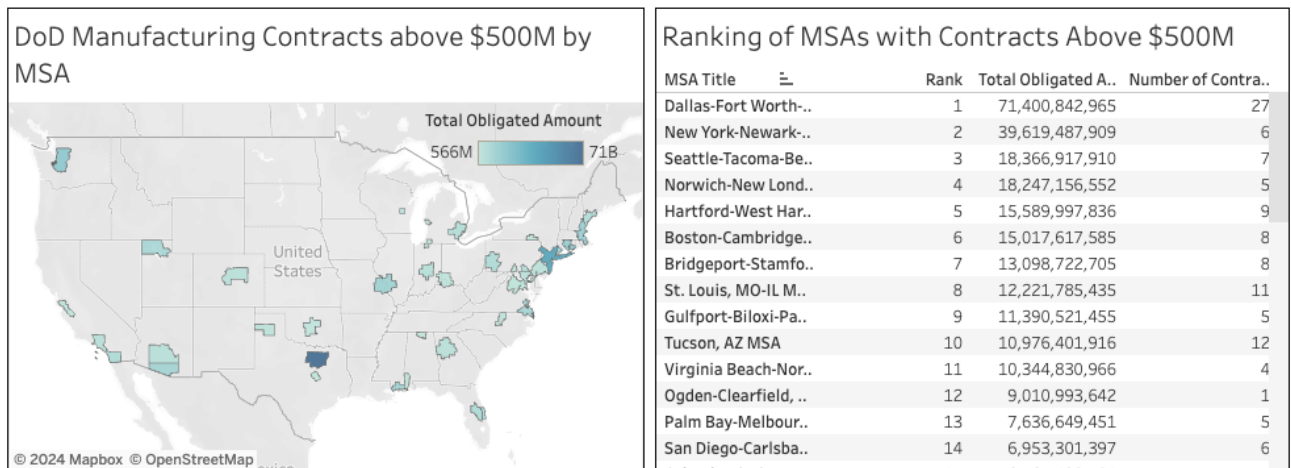 DoD Manufacturing Contracts above $500M by
MSA
Total Obligated Amount
566M 71B
United
States
© 2024 Mapbox © OpenStreetMap
Ranking of MSAs with Contracts Above $500M
MSA Title Rank Total Obligated A.. Number of Contra..
Dallas-Fort Worth-.. 1 71,400,842,965 27
New York-Newark-.. 2 39,619,487,909 6
Seattle-Tacoma-Be.. 3 18,366,917,910 7
Norwich-New Lond.. 4 18,247,156,552 5
Hartford-West Har.. 5 15,589,997,836 9
Boston-Cambridge.. 6 15,017,617,585 8
Bridgeport-Stamfo.. 7 13,098,722,705 8
St. Louis, MO-IL M.. 8 12,221,785,435 11
Gulfport-Biloxi-Pa.. 9 11,390,521,455 5
Tucson, AZ MSA 10 10,976,401,916 12
Virginia Beach-Nor.. 11 10,344,830,966 4
Ogden-Clearfield, .. 12 9,010,993,642 1
Palm Bay-Melbour.. 13 7,636,649,451 5
San Diego-Carlsba.. 14 6,953,301,397 6